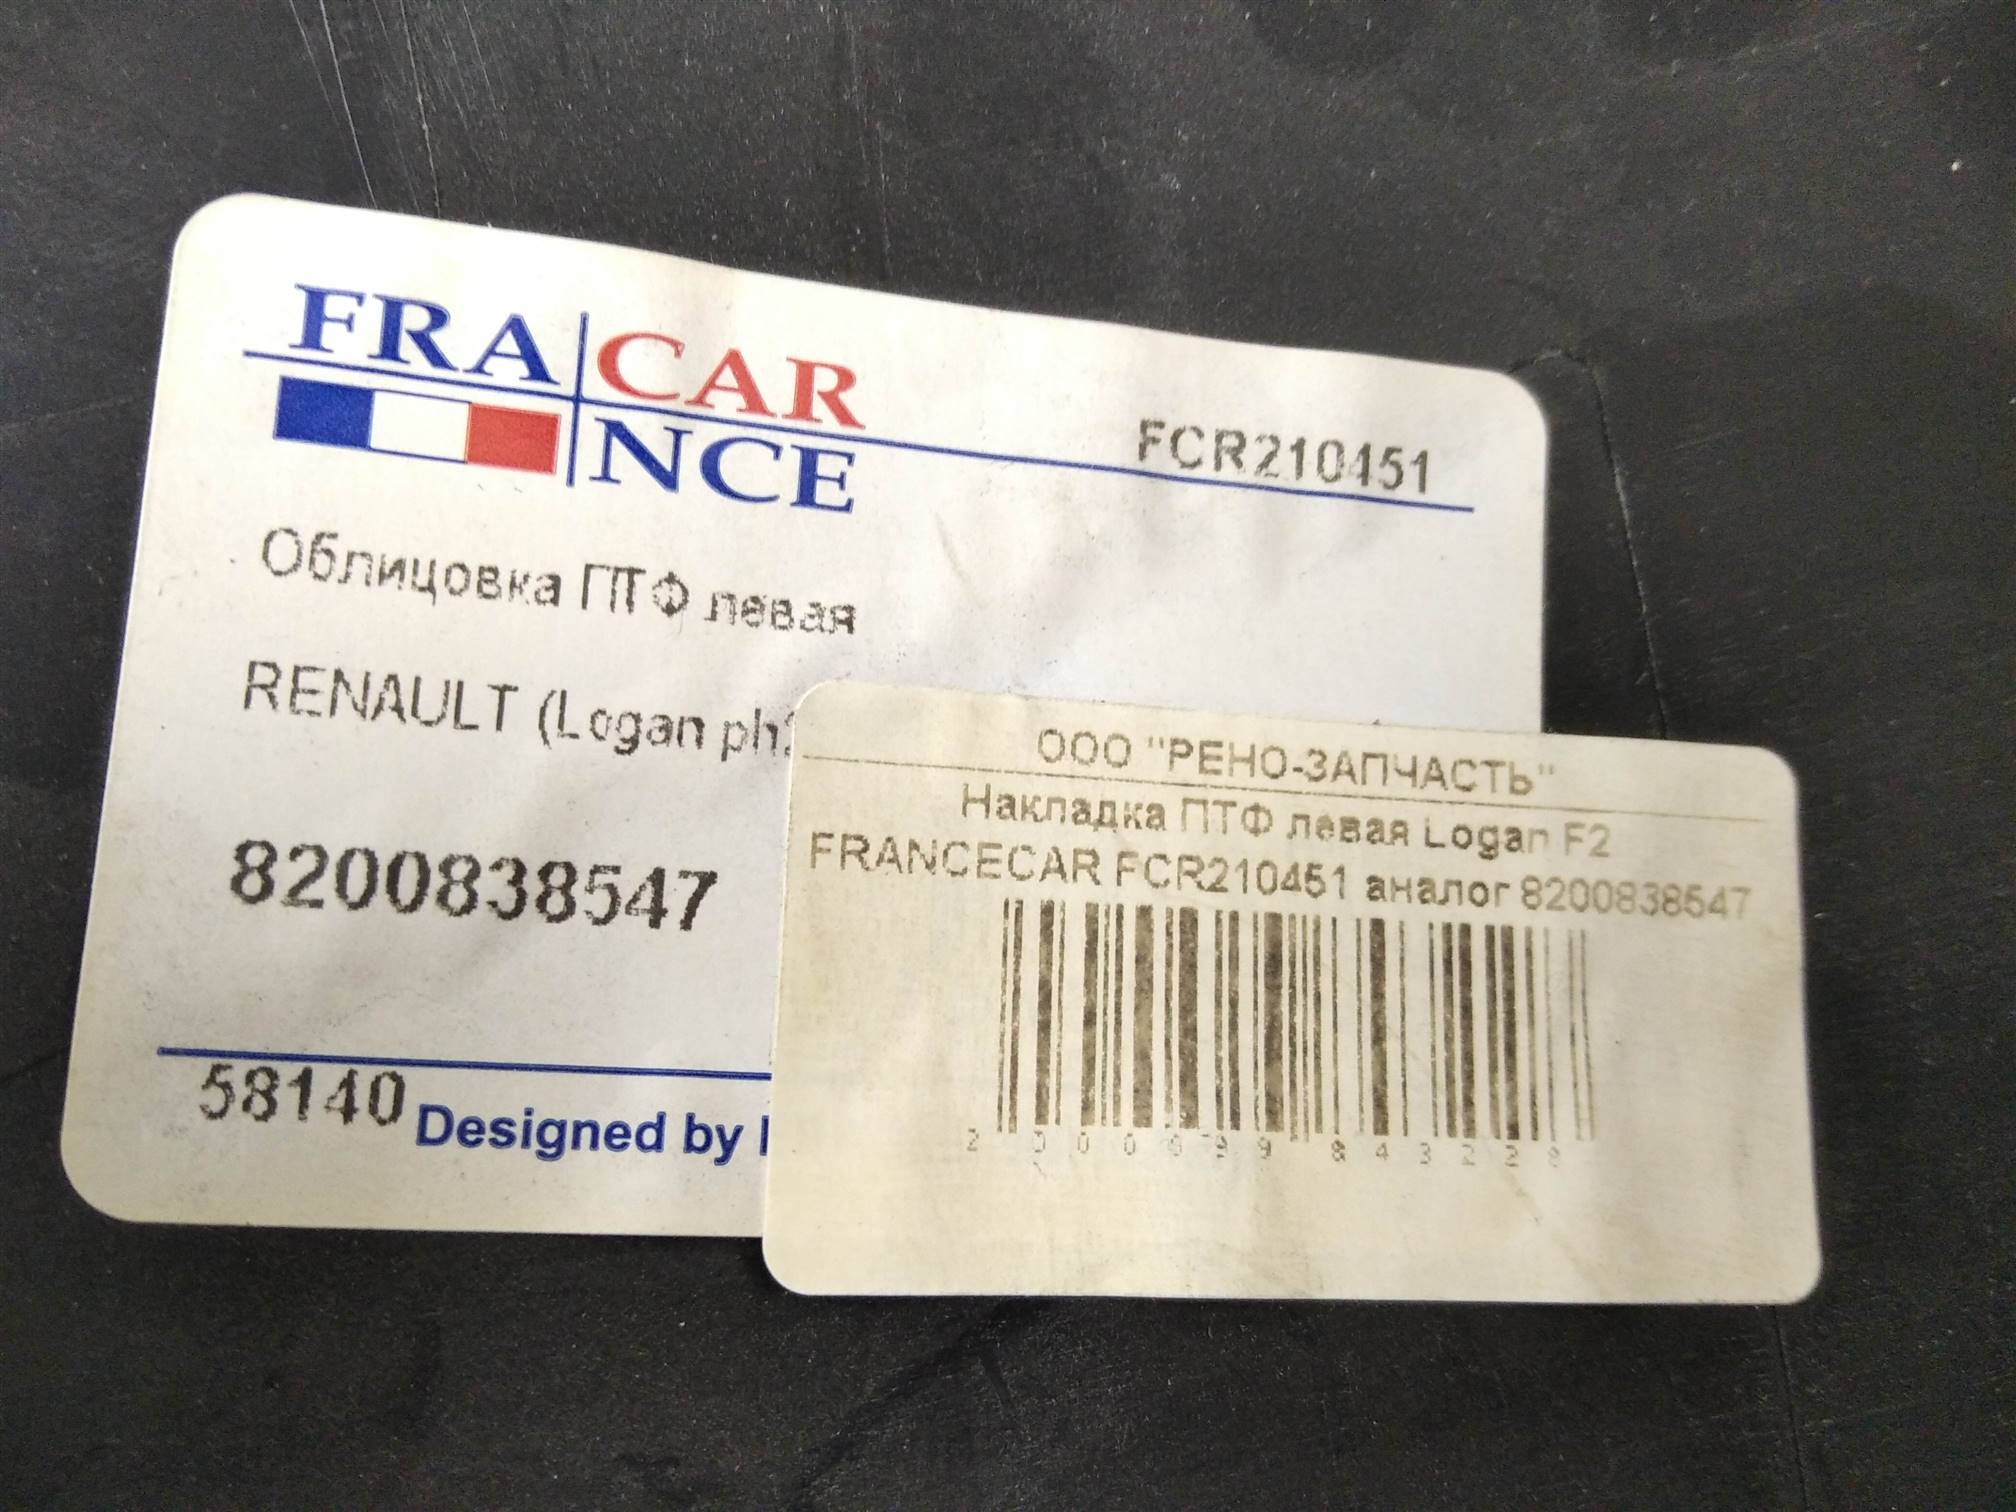 FRA CAR
NCE
FCR210451
Облицовка ПТФ левая
RENAULT (Logan ph
8200838547
58140
Designed by
ООО "РЕНО-ЗАПЧАСТЬ"
Накладка ПТФ левая Logan F2
FRANCECAR FCR210451 аналог 8200838547